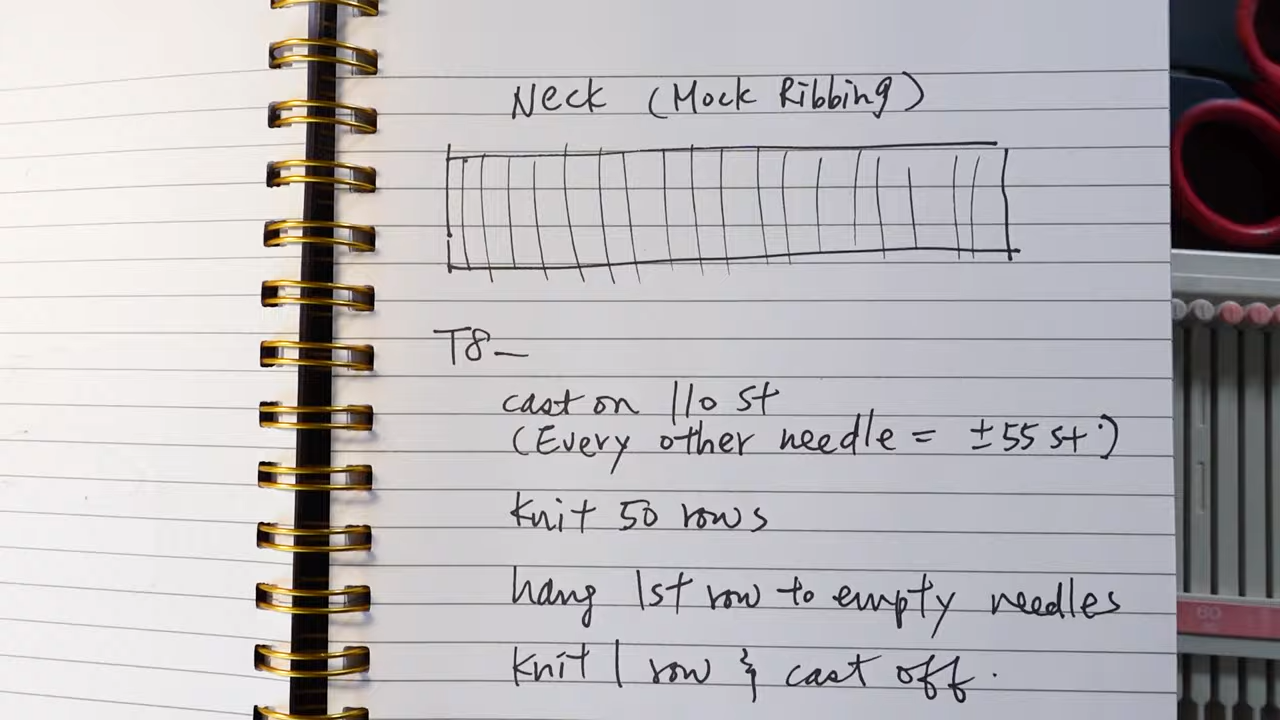 Neck (Mock Ribbing)
T8-
cast on 110 st
(Every other needle = ±55 st.)
Knit 50 rows
hang 1st row to empty needles
Knit 1 row & cast off.
60